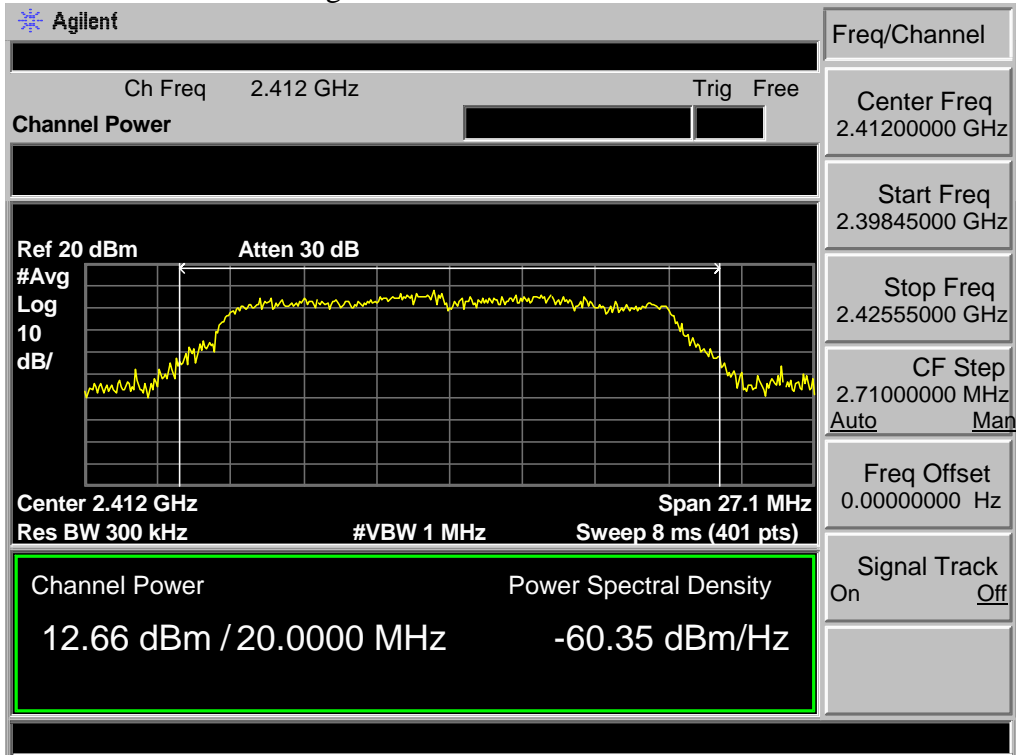 Agilent
Freq/Channel
Ch Freq 2.412 GHz Trig Free
Channel Power
Center Freq
2.41200000 GHz
Start Freq
2.39845000 GHz
Ref 20 dBm Atten 30 dB
#Avg
Log
10
dB/
Stop Freq
2.42555000 GHz
CF Step
2.71000000 MHz
Auto Man
Freq Offset
0.00000000 Hz
Center 2.412 GHz Span 27.1 MHz
Res BW 300 kHz #VBW 1 MHz Sweep 8 ms (401 pts)
Signal Track
On Off
Channel Power Power Spectral Density
12.66 dBm / 20.0000 MHz -60.35 dBm/Hz